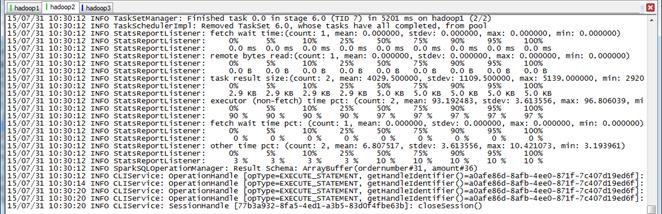 hadoop1 hadoop2 hadoop3
15/07/31 10:30:12 INFO TaskSetManager: Finished task 0.0 in stage 6.0 (TID 7) in 5201 ms on hadoop1 (2/2)
15/07/31 10:30:12 INFO TaskSchedulerImpl: Removed TaskSet 6.0, whose tasks have all completed, from pool
15/07/31 10:30:12 INFO StatsReportListener: fetch wait time:(count: 1, mean: 0.000000, stdev: 0.000000, max: 0.000000, min: 0.000000)
15/07/31 10:30:12 INFO StatsReportListener: 0% 5% 10% 25% 50% 75% 90% 95% 100%
15/07/31 10:30:12 INFO StatsReportListener: 0.0 ms 0.0 ms 0.0 ms 0.0 ms 0.0 ms 0.0 ms 0.0 ms 0.0 ms 0.0 ms
15/07/31 10:30:12 INFO StatsReportListener: remote bytes read:(count: 1, mean: 0.000000, stdev: 0.000000, max: 0.000000, min: 0.000000)
15/07/31 10:30:12 INFO StatsReportListener: 0% 5% 10% 25% 50% 75% 90% 95% 100%
15/07/31 10:30:12 INFO StatsReportListener: 0.0 B 0.0 B 0.0 B 0.0 B 0.0 B 0.0 B 0.0 B 0.0 B 0.0 B
15/07/31 10:30:12 INFO StatsReportListener: task result size:(count: 2, mean: 4029.500000, stdev: 1109.500000, max: 5139.000000, min: 2920
15/07/31 10:30:12 INFO StatsReportListener: 0% 5% 10% 25% 50% 75% 90% 95% 100%
15/07/31 10:30:12 INFO StatsReportListener: 2.9 KB 2.9 KB 2.9 KB 2.9 KB 5.0 KB 5.0 KB 5.0 KB 5.0 KB 5.0 KB
15/07/31 10:30:12 INFO StatsReportListener: executor (non-fetch) time pct: (count: 2, mean: 93.192483, stdev: 3.613556, max: 96.806039, mi
15/07/31 10:30:12 INFO StatsReportListener: 0% 5% 10% 25% 50% 75% 90% 95% 100%
15/07/31 10:30:12 INFO StatsReportListener: 90 % 90 % 90 % 90 % 97 % 97 % 97 % 97 % 97 %
15/07/31 10:30:12 INFO StatsReportListener: fetch wait time pct: (count: 1, mean: 0.000000, stdev: 0.000000, max: 0.000000, min: 0.000000)
15/07/31 10:30:12 INFO StatsReportListener: 0% 5% 10% 25% 50% 75% 90% 95% 100%
15/07/31 10:30:12 INFO StatsReportListener: 0 % 0 % 0 % 0 % 0 % 0 % 0 % 0 % 0 %
15/07/31 10:30:12 INFO StatsReportListener: other time pct: (count: 2, mean: 6.807517, stdev: 3.613556, max: 10.421073, min: 3.193961)
15/07/31 10:30:12 INFO StatsReportListener: 0% 5% 10% 25% 50% 75% 90% 95% 100%
15/07/31 10:30:12 INFO StatsReportListener: 3 % 3 % 3 % 3 % 10 % 10 % 10 % 10 % 10 %
15/07/31 10:30:12 INFO SparkSQLOperationManager: Result Schema: ArrayBuffer(ordernumber#31, amount#36)
15/07/31 10:30:12 INFO CLIService: OperationHandle [opType=EXECUTE_STATEMENT, getHandleIdentifier()=a0afe86d-8afb-4ee0-871f-7c407d19ed6f]:
15/07/31 10:30:14 INFO CLIService: OperationHandle [opType=EXECUTE_STATEMENT, getHandleIdentifier()=a0afe86d-8afb-4ee0-871f-7c407d19ed6f]:
15/07/31 10:30:20 INFO CLIService: OperationHandle [opType=EXECUTE_STATEMENT, getHandleIdentifier()=a0afe86d-8afb-4ee0-871f-7c407d19ed6f]:
15/07/31 10:30:20 INFO CLIService: OperationHandle [opType=EXECUTE_STATEMENT, getHandleIdentifier()=a0afe86d-8afb-4ee0-871f-7c407d19ed6f]:
15/07/31 10:30:20 INFO CLIService: SessionHandle [77b3a932-8fa5-4ed1-a3b5-83d0f4fbe63b]: closeSession()